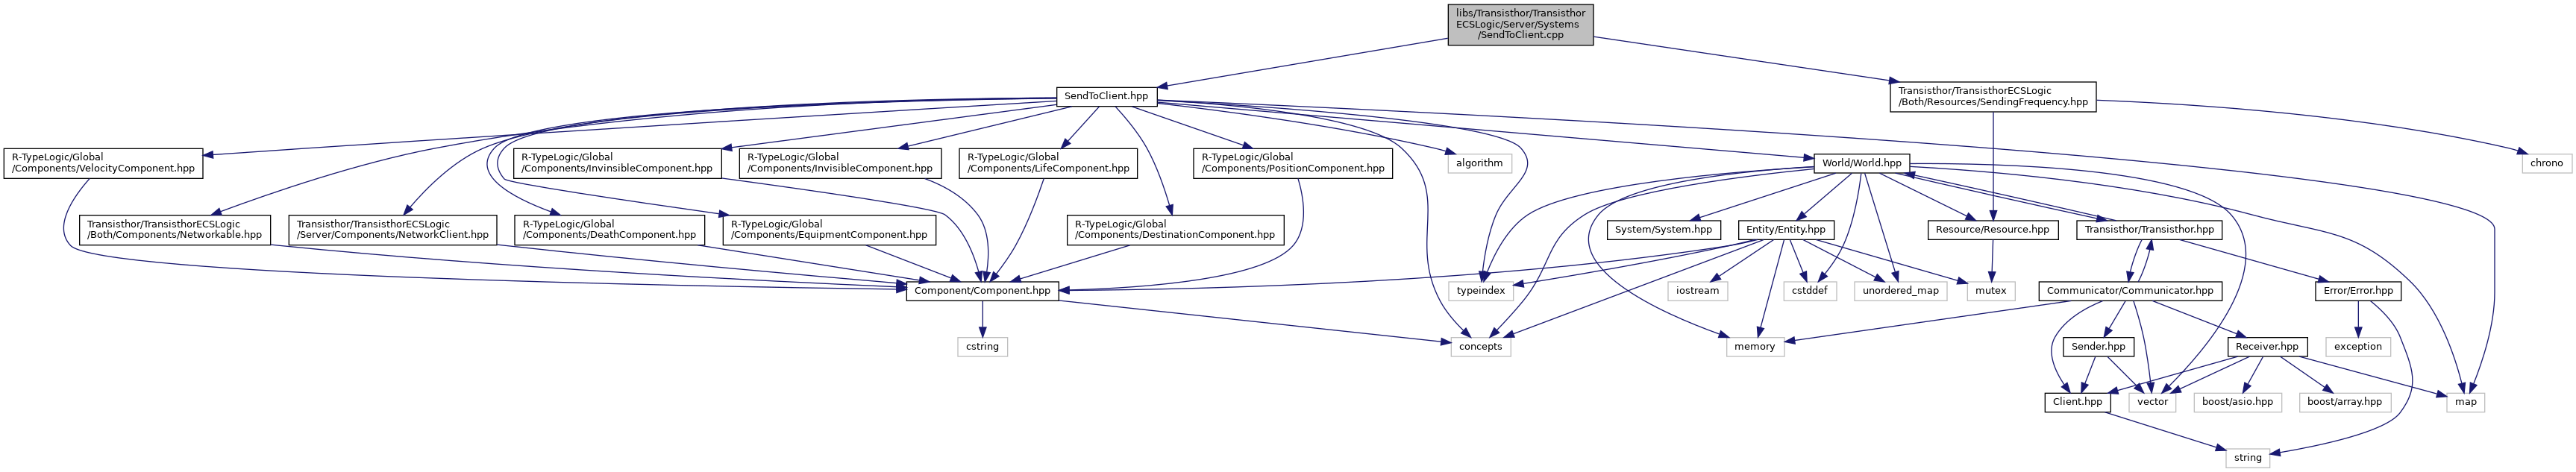 libs/Transisthor/Transisthor
ECSLogic/Server/Systems
/SendToClient.cpp
SendToClient.hpp
Transisthor/TransisthorECSLogic
/Both/Resources/SendingFrequency.hpp
R-TypeLogic/Global
/Components/VelocityComponent.hpp
R-TypeLogic/Global
/Components/InvinsibleComponent.hpp
R-TypeLogic/Global
/Components/InvisibleComponent.hpp
R-TypeLogic/Global
/Components/LifeComponent.hpp
R-TypeLogic/Global
/Components/PositionComponent.hpp
algorithm
World/World.hpp
chrono
Transisthor/TransisthorECSLogic
/Both/Components/Networkable.hpp
Transisthor/TransisthorECSLogic
/Server/Components/NetworkClient.hpp
R-TypeLogic/Global
/Components/DeathComponent.hpp
R-TypeLogic/Global
/Components/EquipmentComponent.hpp
R-TypeLogic/Global
/Components/DestinationComponent.hpp
System/System.hpp
Entity/Entity.hpp
Resource/Resource.hpp
Transisthor/Transisthor.hpp
Component/Component.hpp
typeindex
iostream
cstddef
unordered_map
mutex
Communicator/Communicator.hpp
Error/Error.hpp
cstring
concepts
memory
Sender.hpp
Receiver.hpp
exception
Client.hpp
vector
boost/asio.hpp
boost/array.hpp
map
string